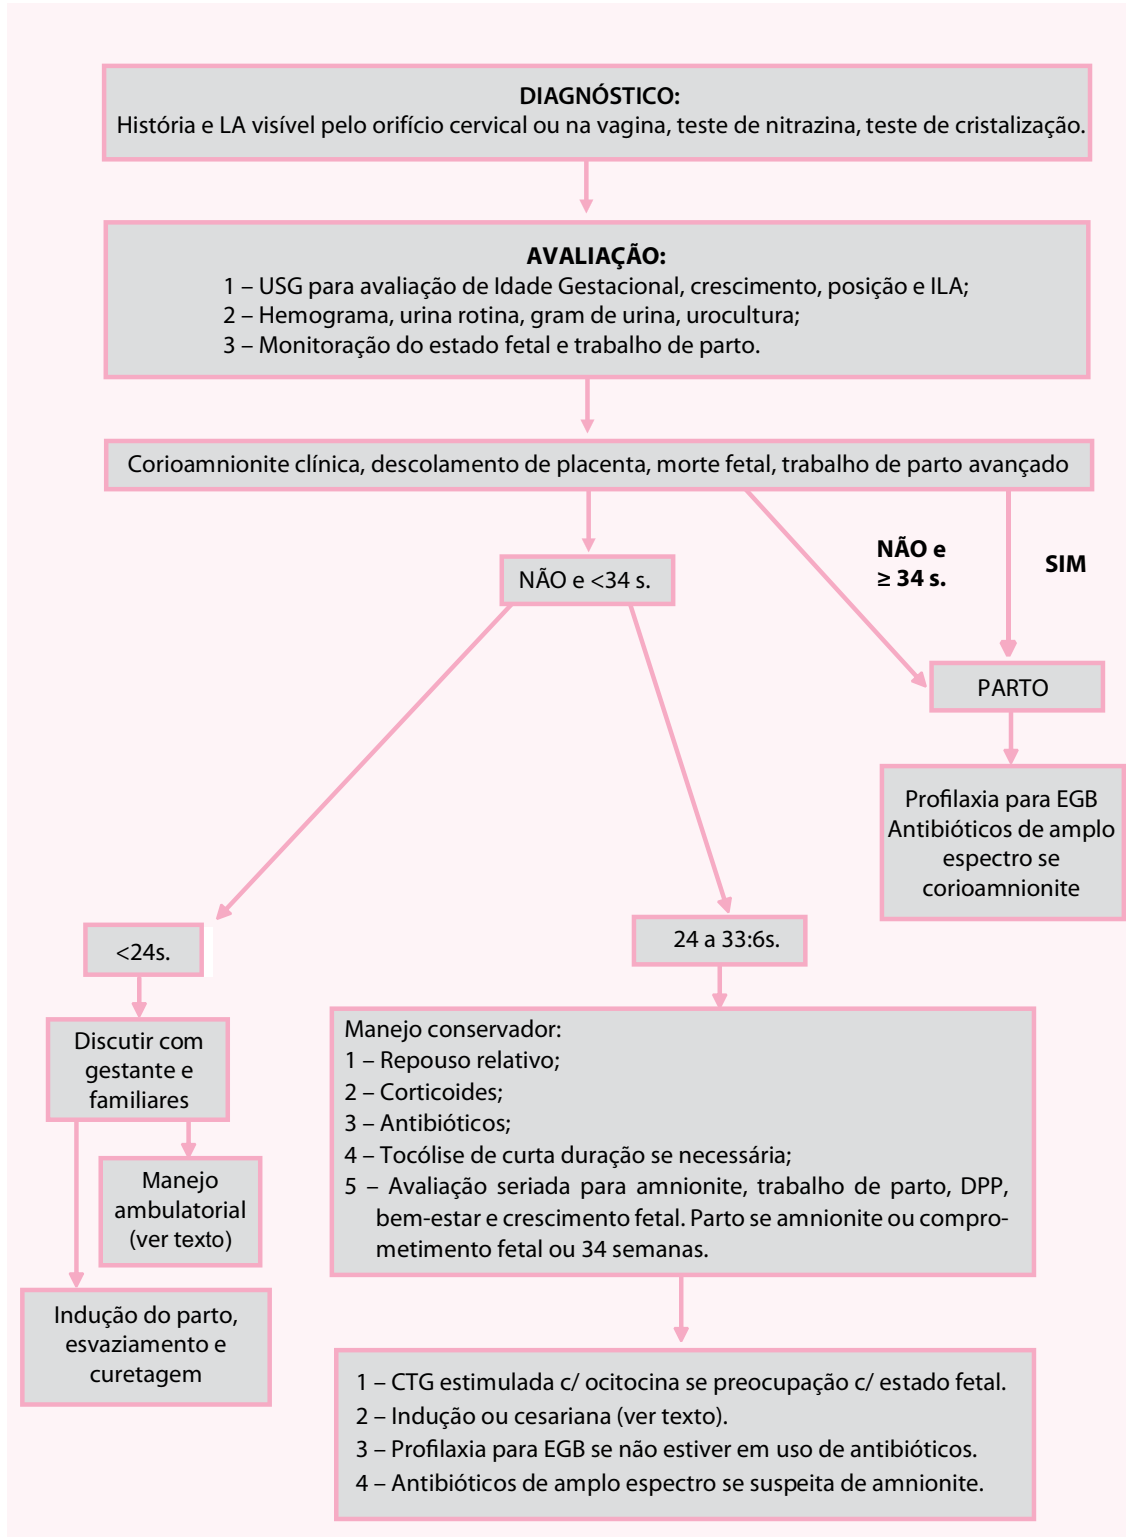 DIAGNÓSTICO:
História e LA visível pelo orifício cervical ou na vagina, teste de nitrazina, teste de cristalização.
AVALIAÇÃO:
1 – USG para avaliação de Idade Gestacional, crescimento, posição e ILA;
2 – Hemograma, urina rotina, gram de urina, urocultura;
3 – Monitoração do estado fetal e trabalho de parto.
Corioamnionite clínica, descolamento de placenta, morte fetal, trabalho de parto avançado
NÃO e <34 s.
NÃO e
≥ 34 s.
SIM
PARTO
Profilaxia para EGB
Antibióticos de amplo
espectro se
corioamnionite
<24s.
Discutir com
gestante e
familiares
Manejo
ambulatorial
(ver texto)
Indução do parto,
esvaziamento e
curetagem
24 a 33:6s.
Manejo conservador:
1 – Repouso relativo;
2 – Corticoides;
3 – Antibióticos;
4 – Tocólise de curta duração se necessária;
5 – Avaliação seriada para amnionite, trabalho de parto, DPP,
bem-estar e crescimento fetal. Parto se amnionite ou compro-
metimento fetal ou 34 semanas.
1 – CTG estimulada c/ ocitocina se preocupação c/ estado fetal.
2 – Indução ou cesariana (ver texto).
3 – Profilaxia para EGB se não estiver em uso de antibióticos.
4 – Antibióticos de amplo espectro se suspeita de amnionite.